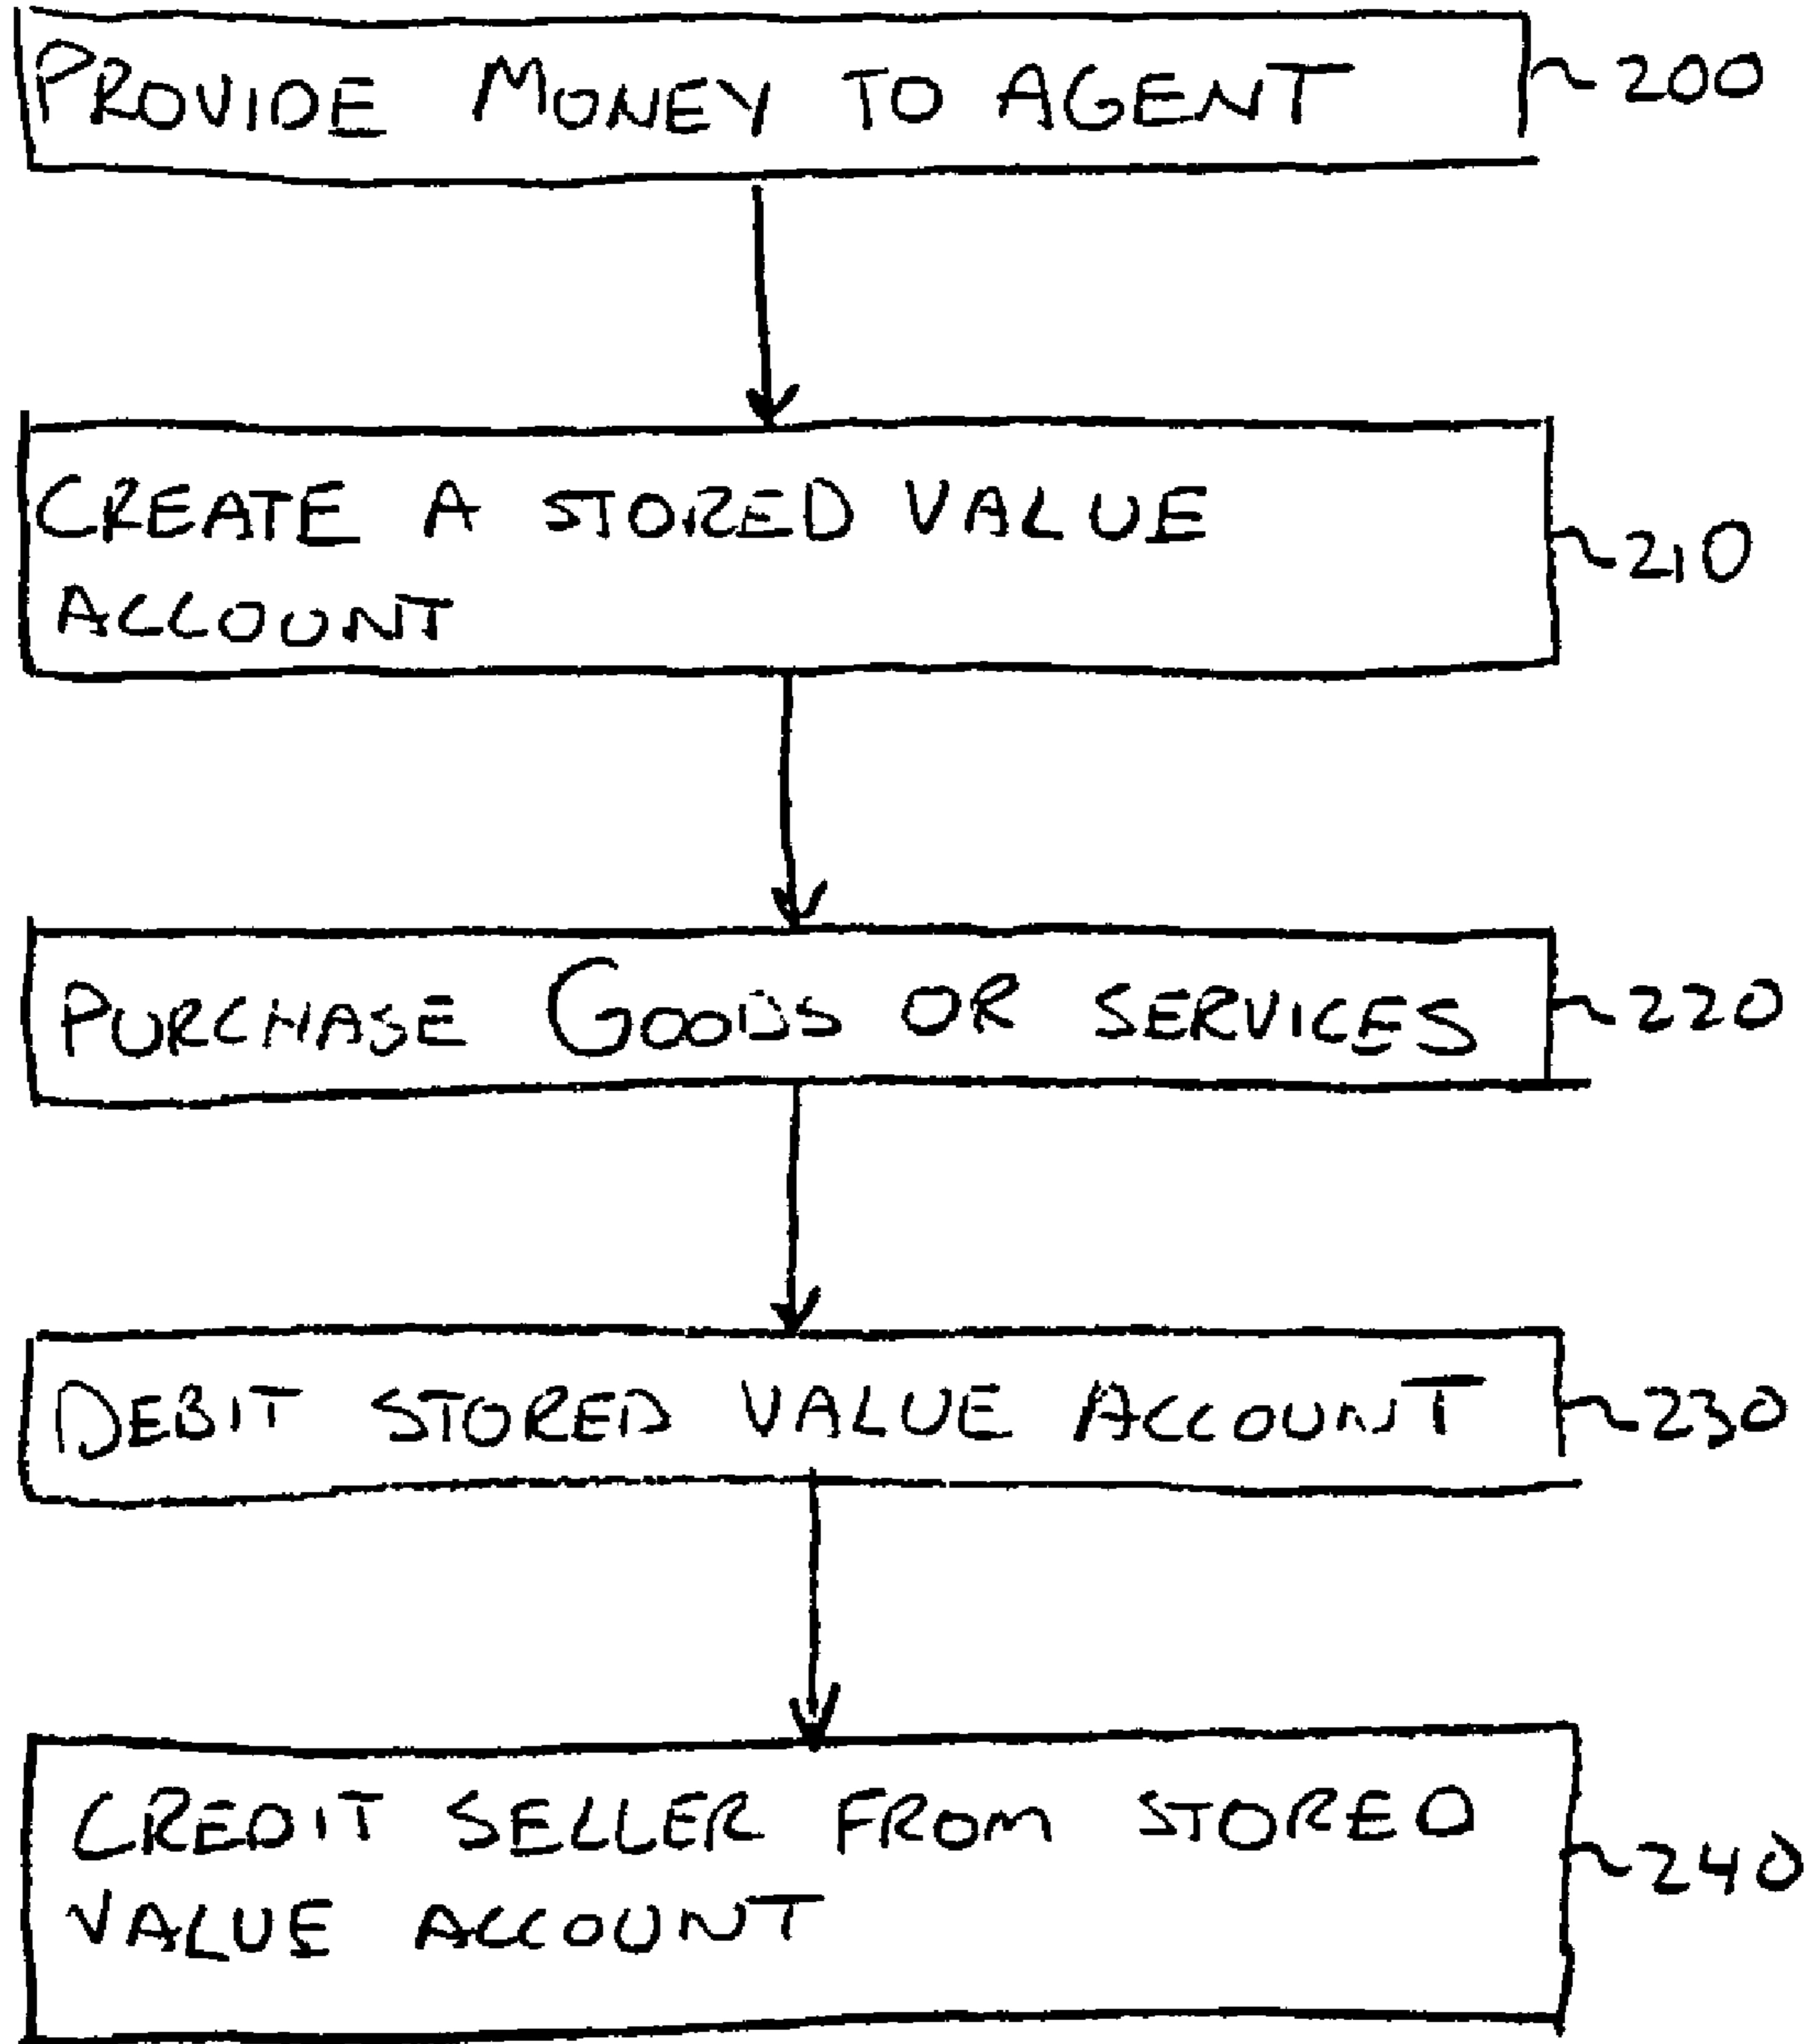 PROVIDE MONEY TO AGENT 200
CREATE A STORED VALUE
ACCOUNT
210
PURCHASE GOODS OR SERVICES 220
DEBIT STORED VALUE ACCOUNT 230
CREDIT SELLER FROM STORED
VALUE ACCOUNT
240